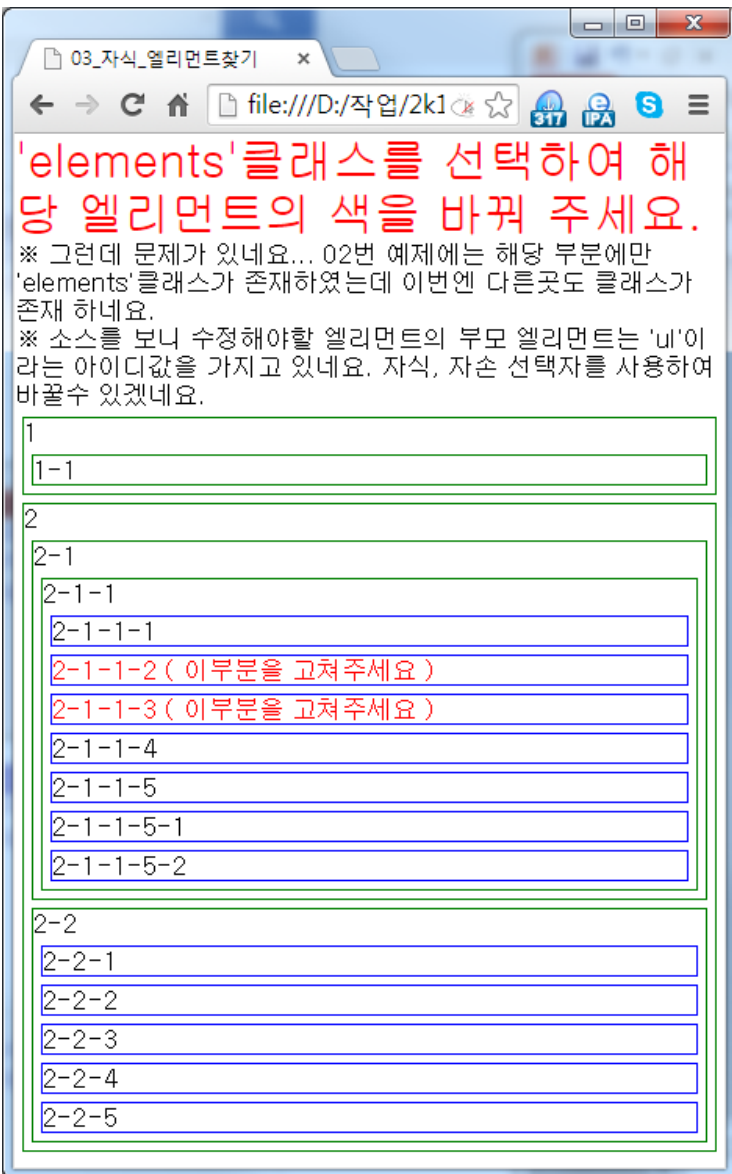 03_자식_엘리먼트찾기
file:///D:/작업/2k1
317
IPA
'elements'클래스를 선택하여 해
당 엘리먼트의 색을 바꿔 주세요.
※ 그런데 문제가 있네요... 02번 예제에는 해당 부분에만
'elements'클래스가 존재하였는데 이번엔 다른곳도 클래스가
존재 하네요.
※ 소스를 보니 수정해야할 엘리먼트의 부모 엘리먼트는 'ul'이
라는 아이디값을 가지고 있네요. 자식, 자손 선택자를 사용하여
바꿀수 있겠네요.
1
1-1
2
2-1
2-1-1
2-1-1-1
2-1-1-2 ( 이부분을 고쳐주세요 )
2-1-1-3 ( 이부분을 고쳐주세요 )
2-1-1-4
2-1-1-5
2-1-1-5-1
2-1-1-5-2
2-2
2-2-1
2-2-2
2-2-3
2-2-4
2-2-5